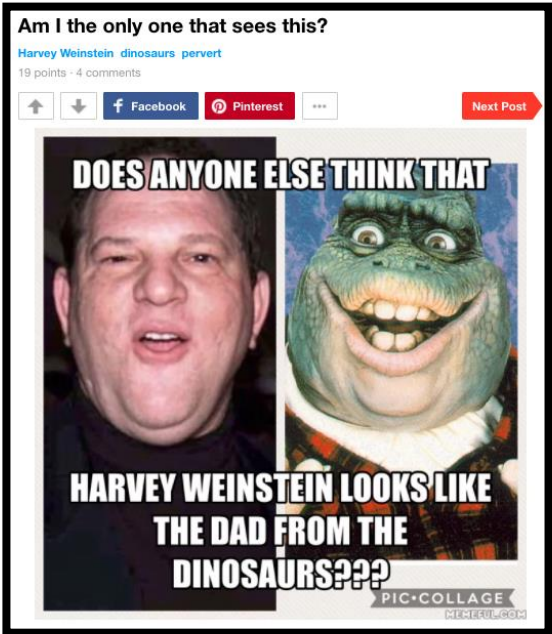 Am I the only one that sees this?
Harvey Weinstein dinosaurs pervert
19 points · 4 comments
Facebook
Pinterest
•••
Next Post
DOES ANYONE ELSE THINK THAT
HARVEY WEINSTEIN LOOKS LIKE
THE DAD FROM THE
DINOSAURS???
PIC•COLLAGE
MEMEFUL.COM